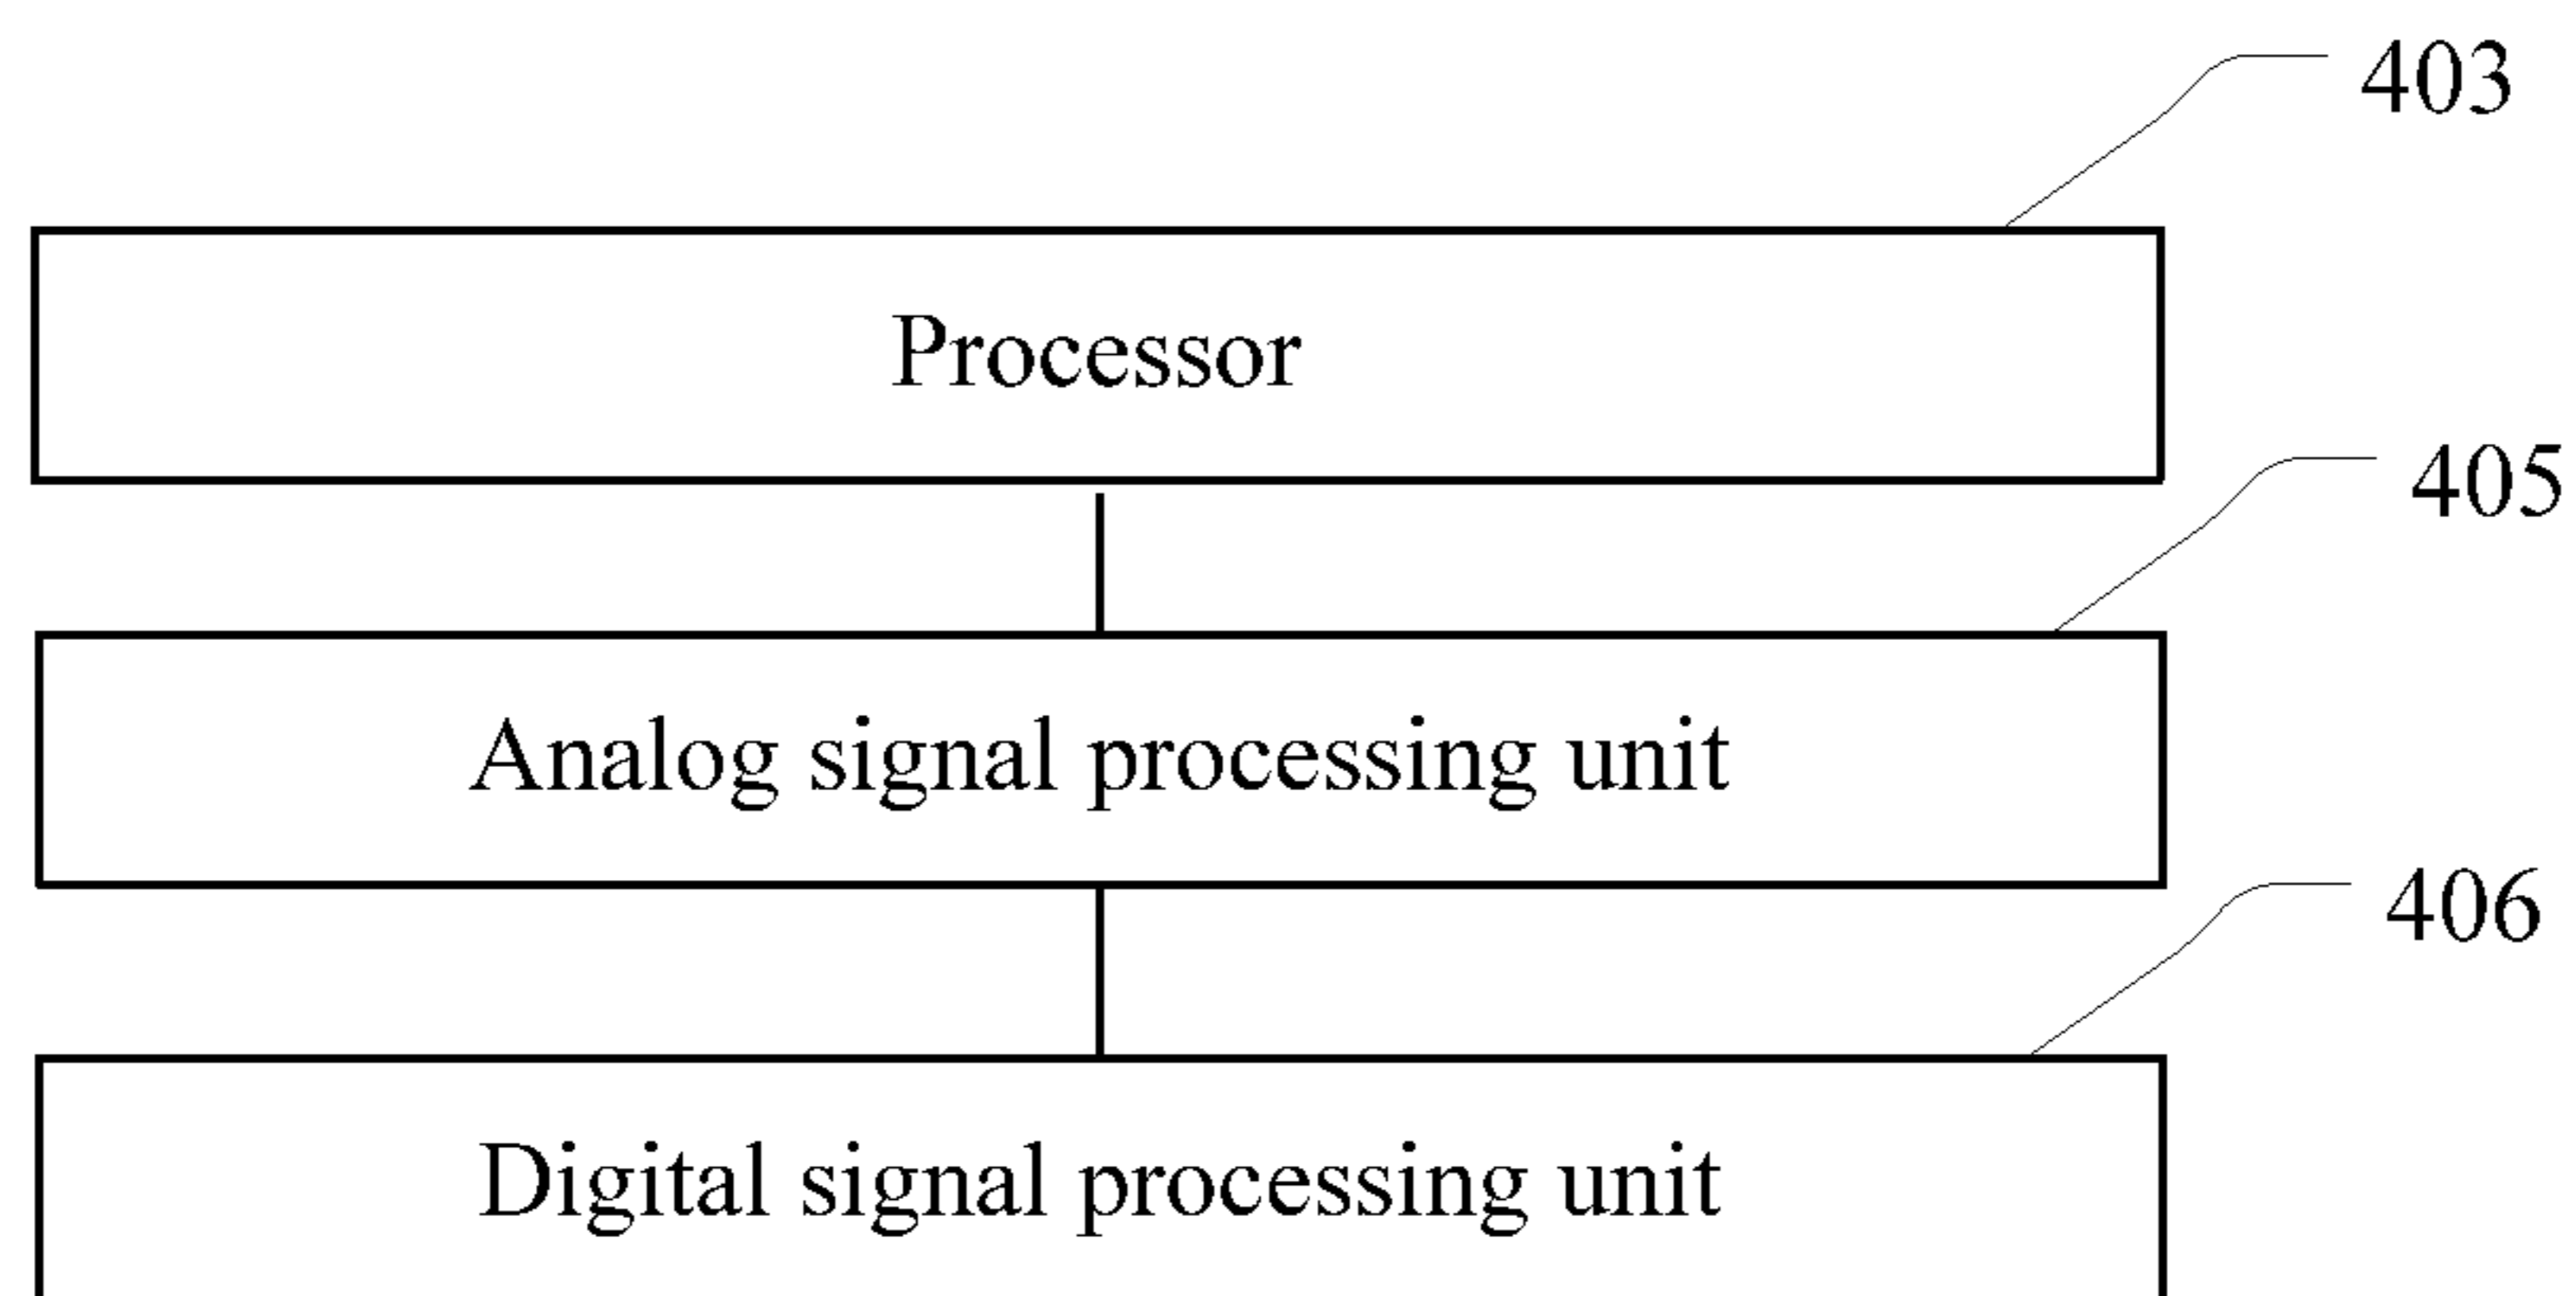 403
Processor
405
Analog signal processing unit
406
Digital signal processing unit